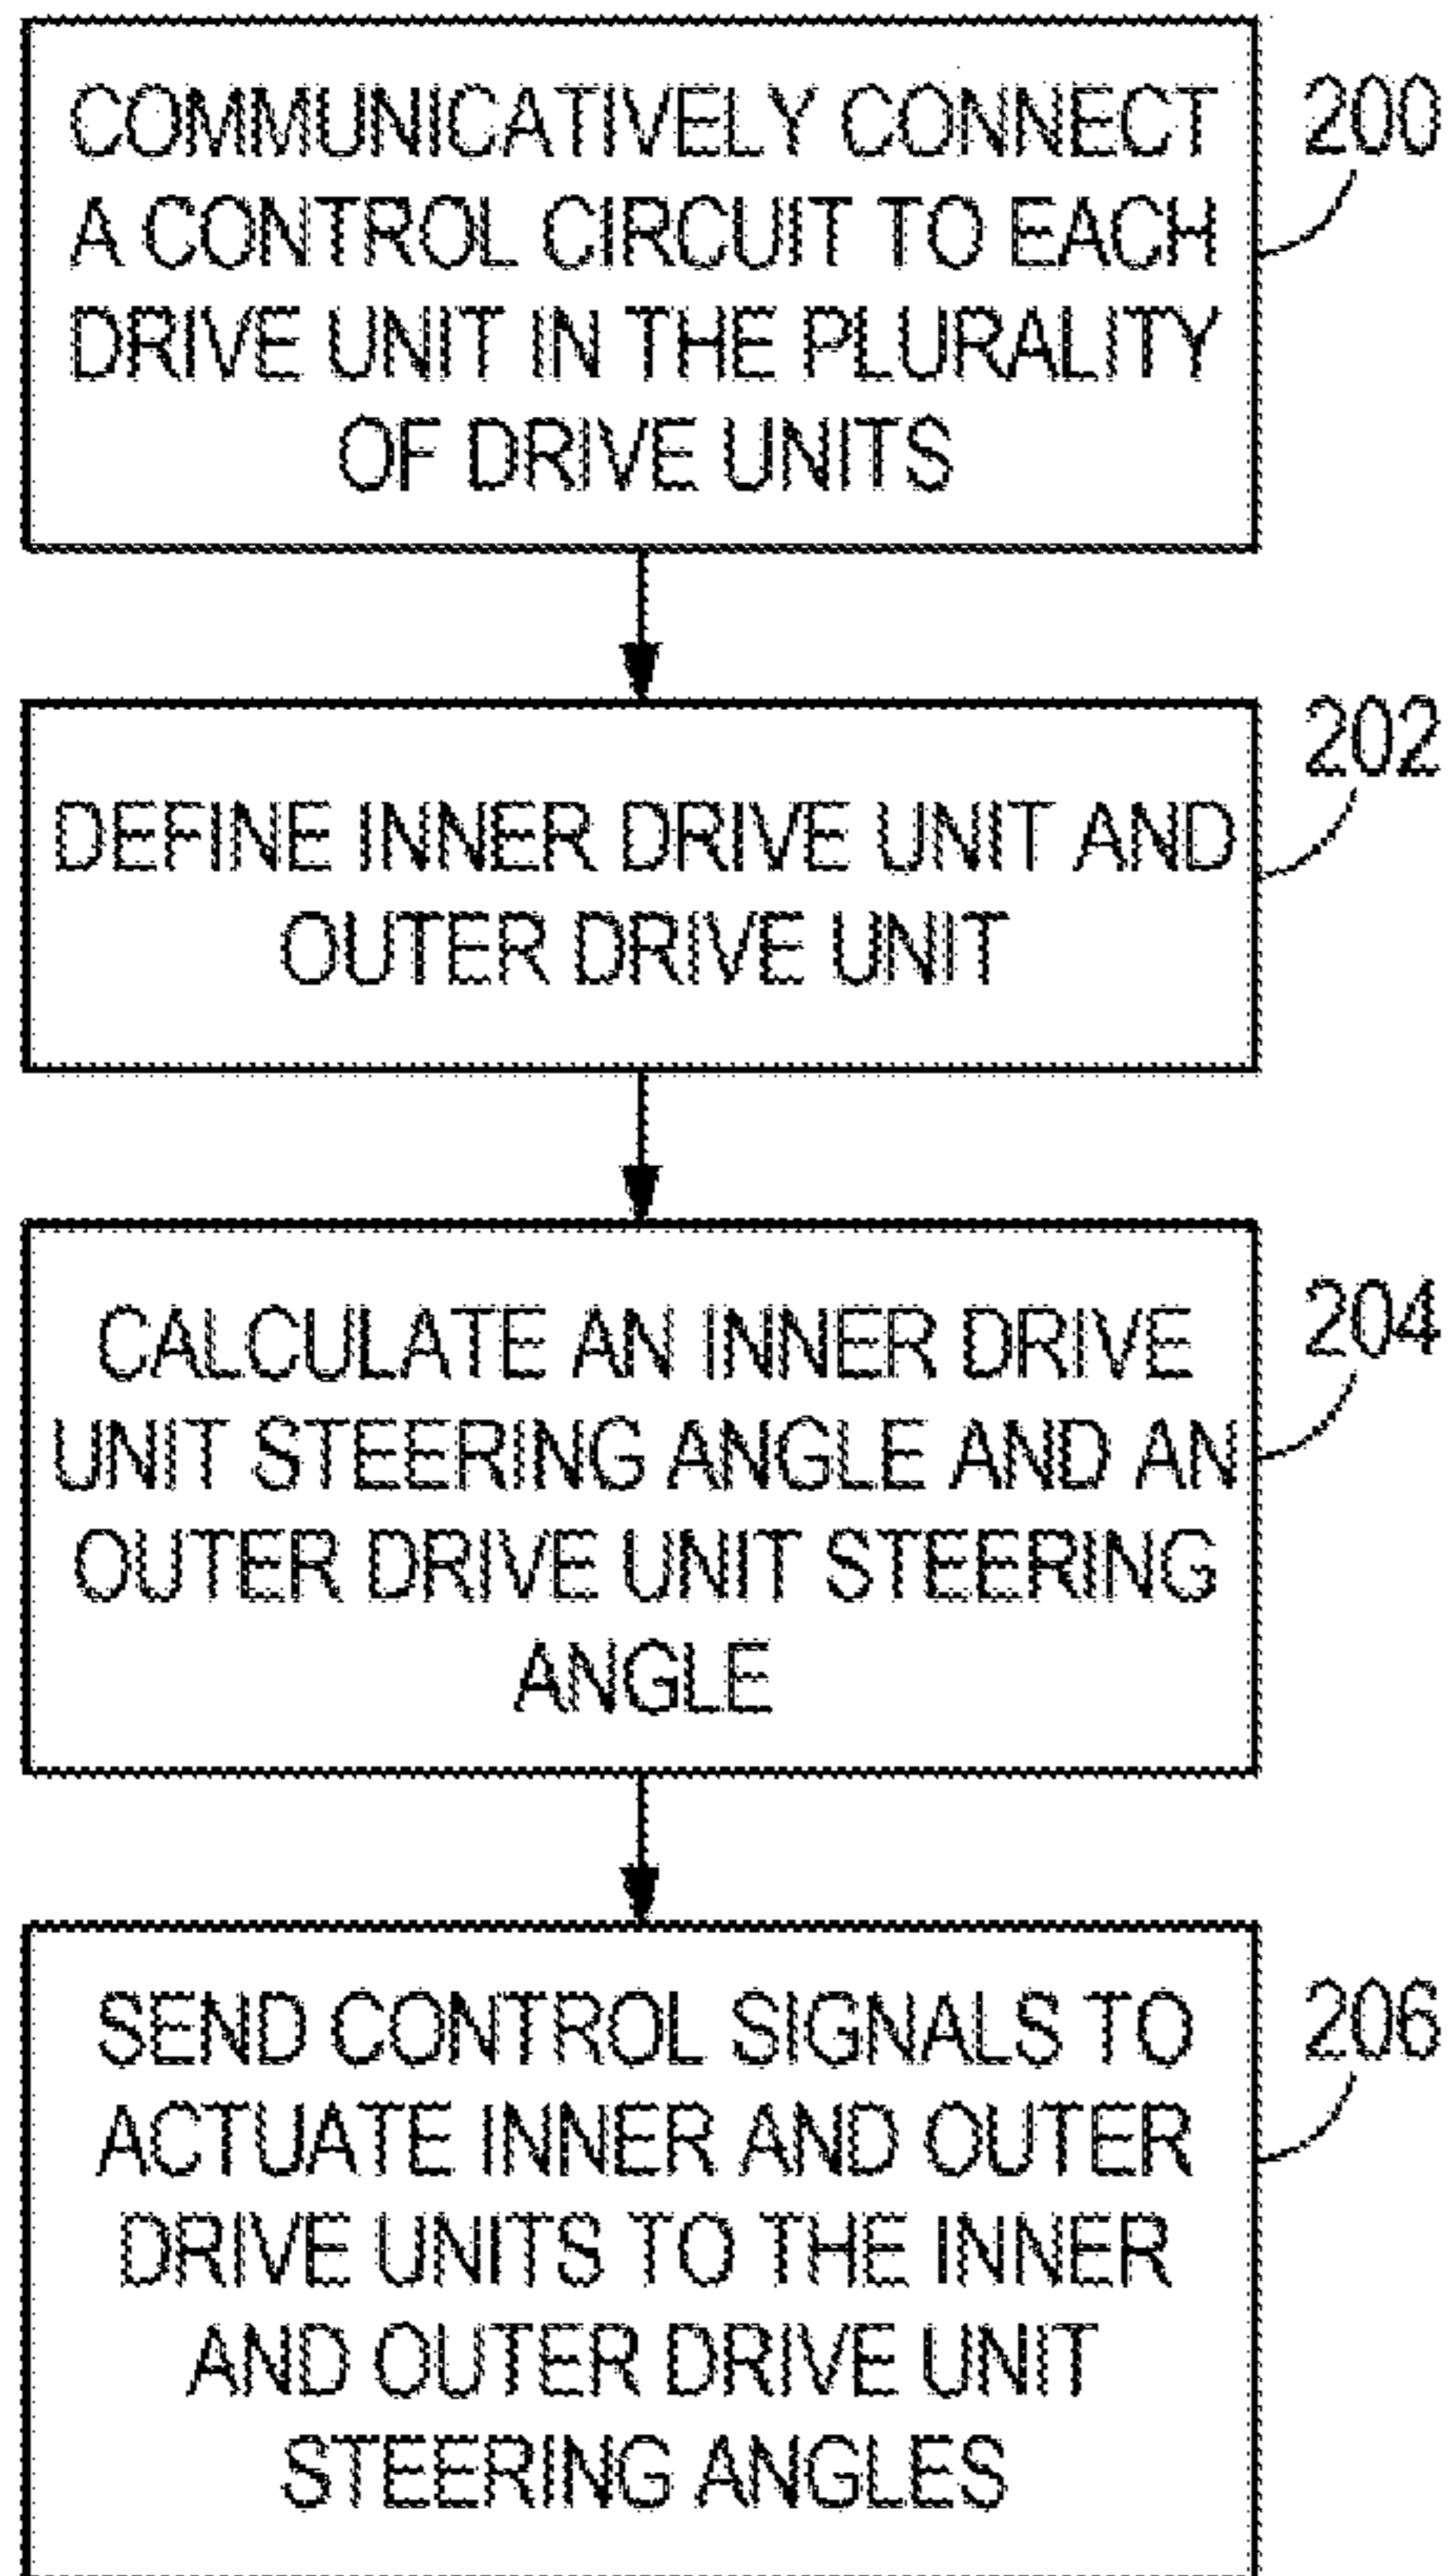 COMMUNICATIVELY CONNECT
A CONTROL CIRCUIT TO EACH
DRIVE UNIT IN THE PLURALITY
OF DRIVE UNITS
200
DEFINE INNER DRIVE UNIT AND
OUTER DRIVE UNIT
202
CALCULATE AN INNER DRIVE
UNIT STEERING ANGLE AND AN
OUTER DRIVE UNIT STEERING
ANGLE
204
SEND CONTROL SIGNALS TO
ACTUATE INNER AND OUTER
DRIVE UNITS TO THE INNER
AND OUTER DRIVE UNIT
STEERING ANGLES
206